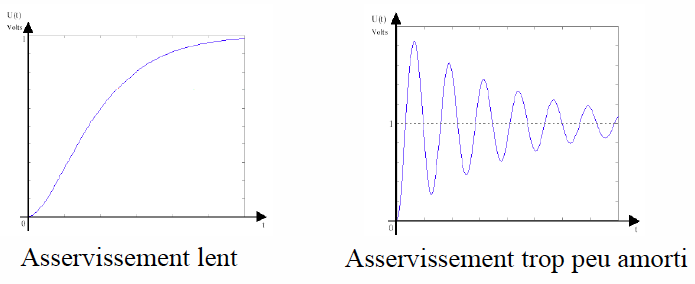 U(t)
Volts
1
0
t
Asservissement lent
U(t)
Volts
1
0
t
Asservissement trop peu amorti